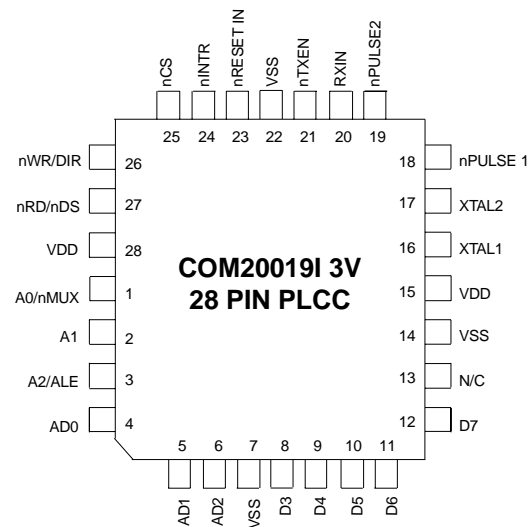 nCS
nINTR
nRESET IN
VSS
nTXEN
RXIN
nPULSE2
25
24
23
22
21
20
19
nWR/DIR
26
18
nPULSE 1
nRD/nDS
27
17
XTAL2
VDD
28
16
XTAL1
COM20019I 3V
28 PIN PLCC
A0/nMUX
1
15
VDD
A1
2
14
VSS
A2/ALE
3
13
N/C
AD0
4
12
D7
5
6
7
8
9
10
11
AD1
AD2
VSS
D3
D4
D5
D6